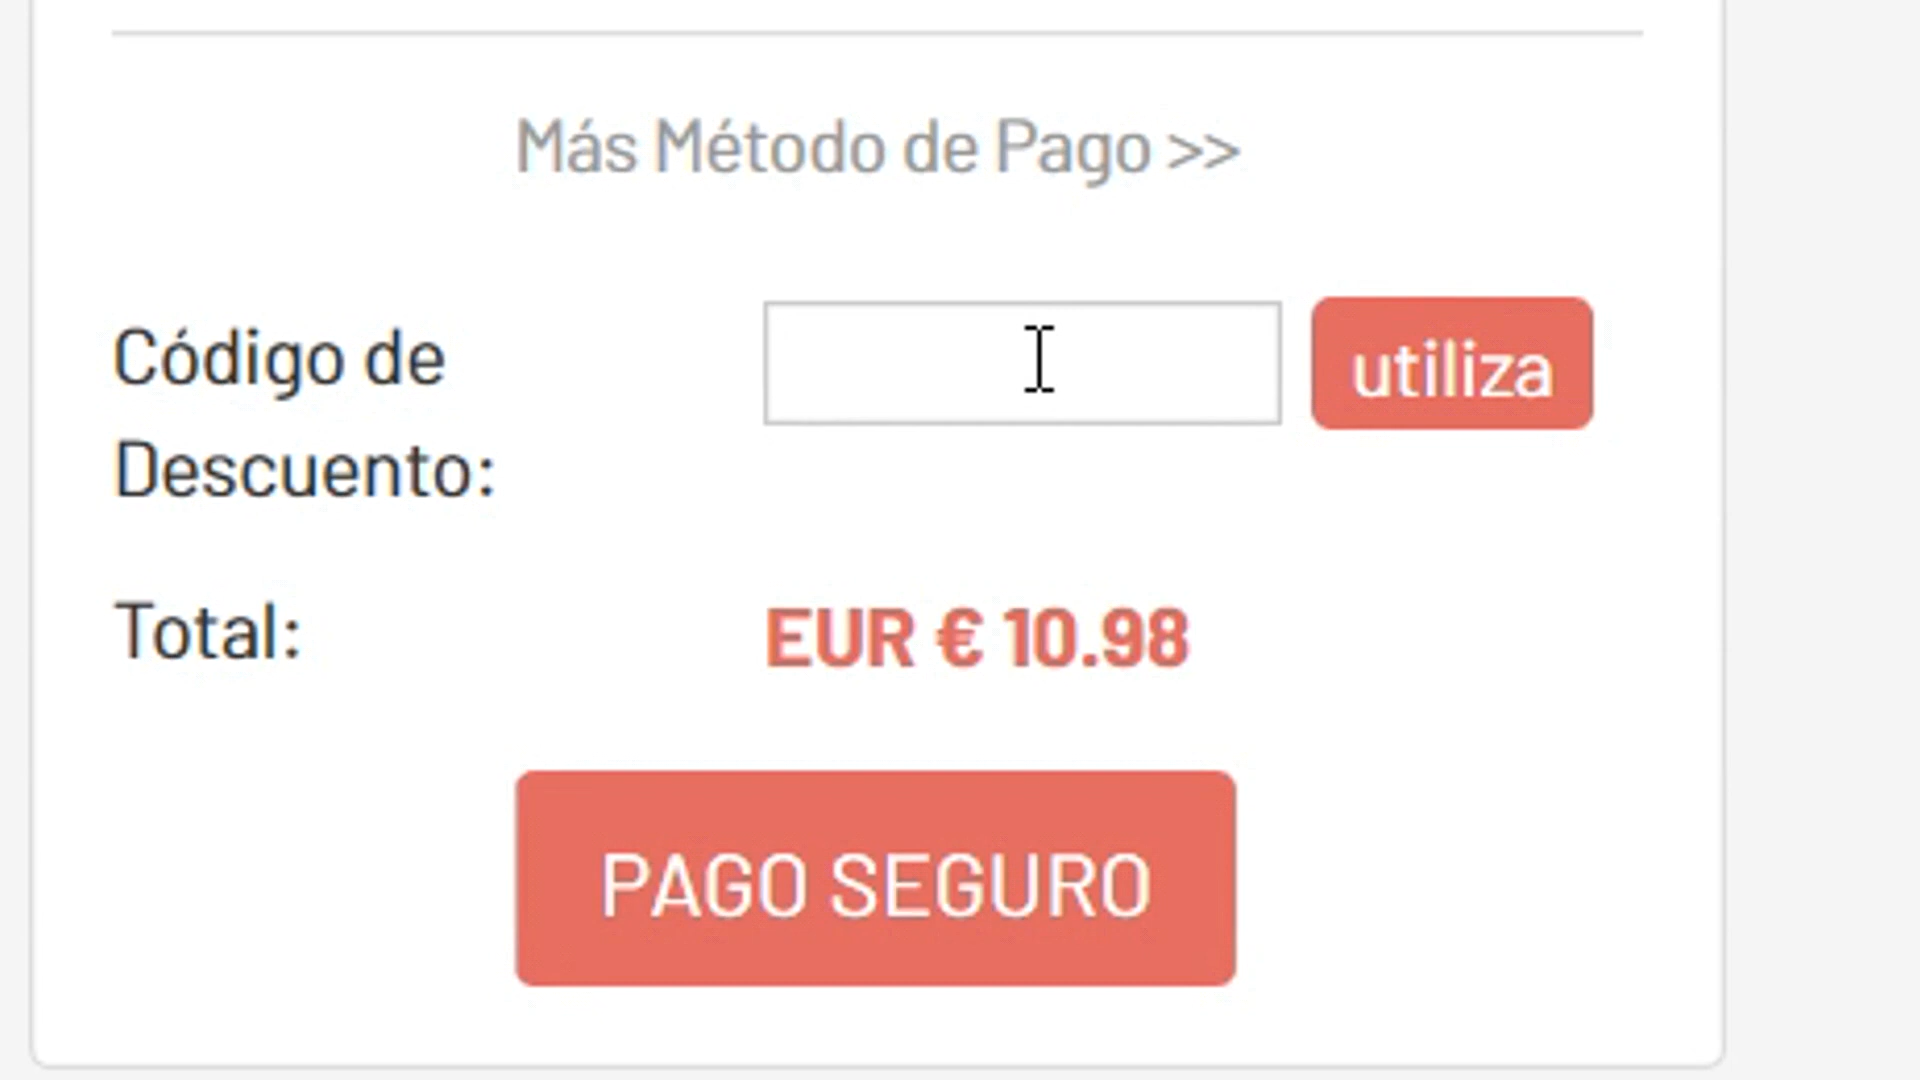 Más Método de Pago >>
Código de
Descuento:
utiliza
Total:
EUR € 10.98
PAGO SEGURO